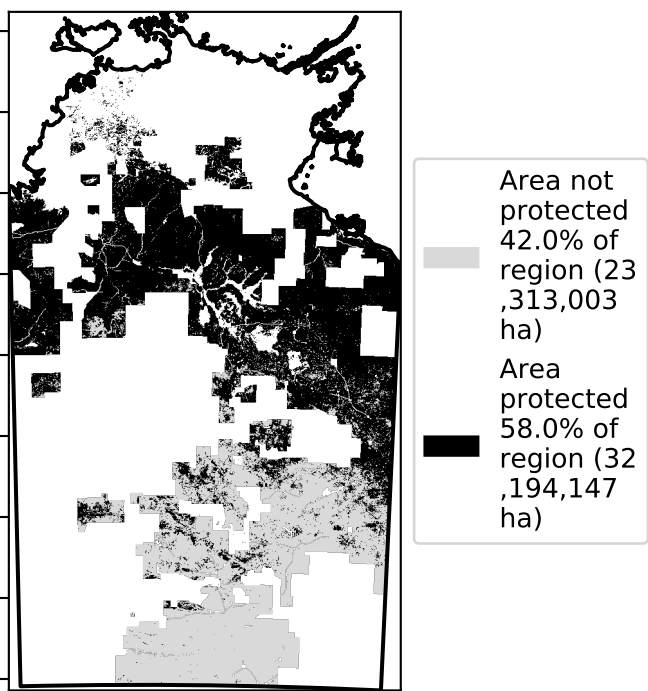 Area not
protected
42.0% of
region (23
,313,003
ha)
Area
protected
58.0% of
region (32
,194,147
ha)